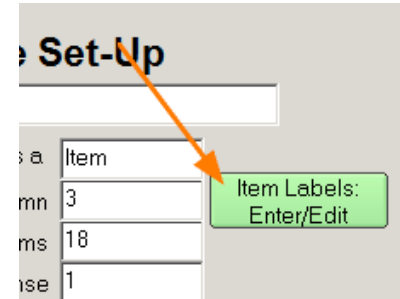 Set-Up
s a Item
mn 3
Item Labels:
Enter/Edit
ms 18
nse 1